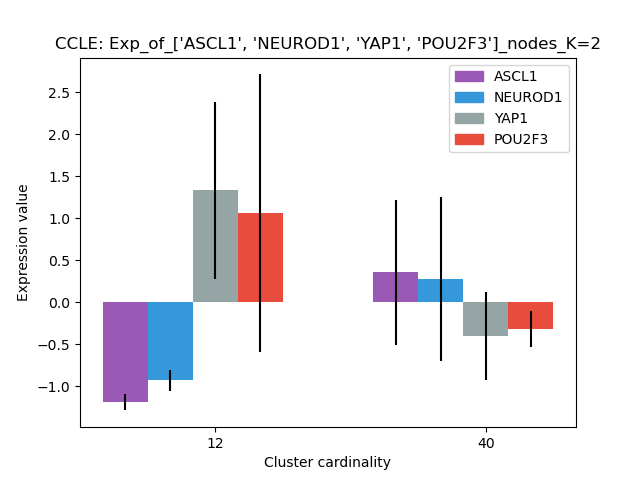 CCLE: Exp_of_['ASCL1', 'NEUROD1', 'YAP1', 'POU2F3']_nodes_K=2
ASCL1
NEUROD1
YAP1
POU2F3
2.5
2.0
1.5
1.0
0.5
0.0
−0.5
−1.0
Expression value
12
40
Cluster cardinality